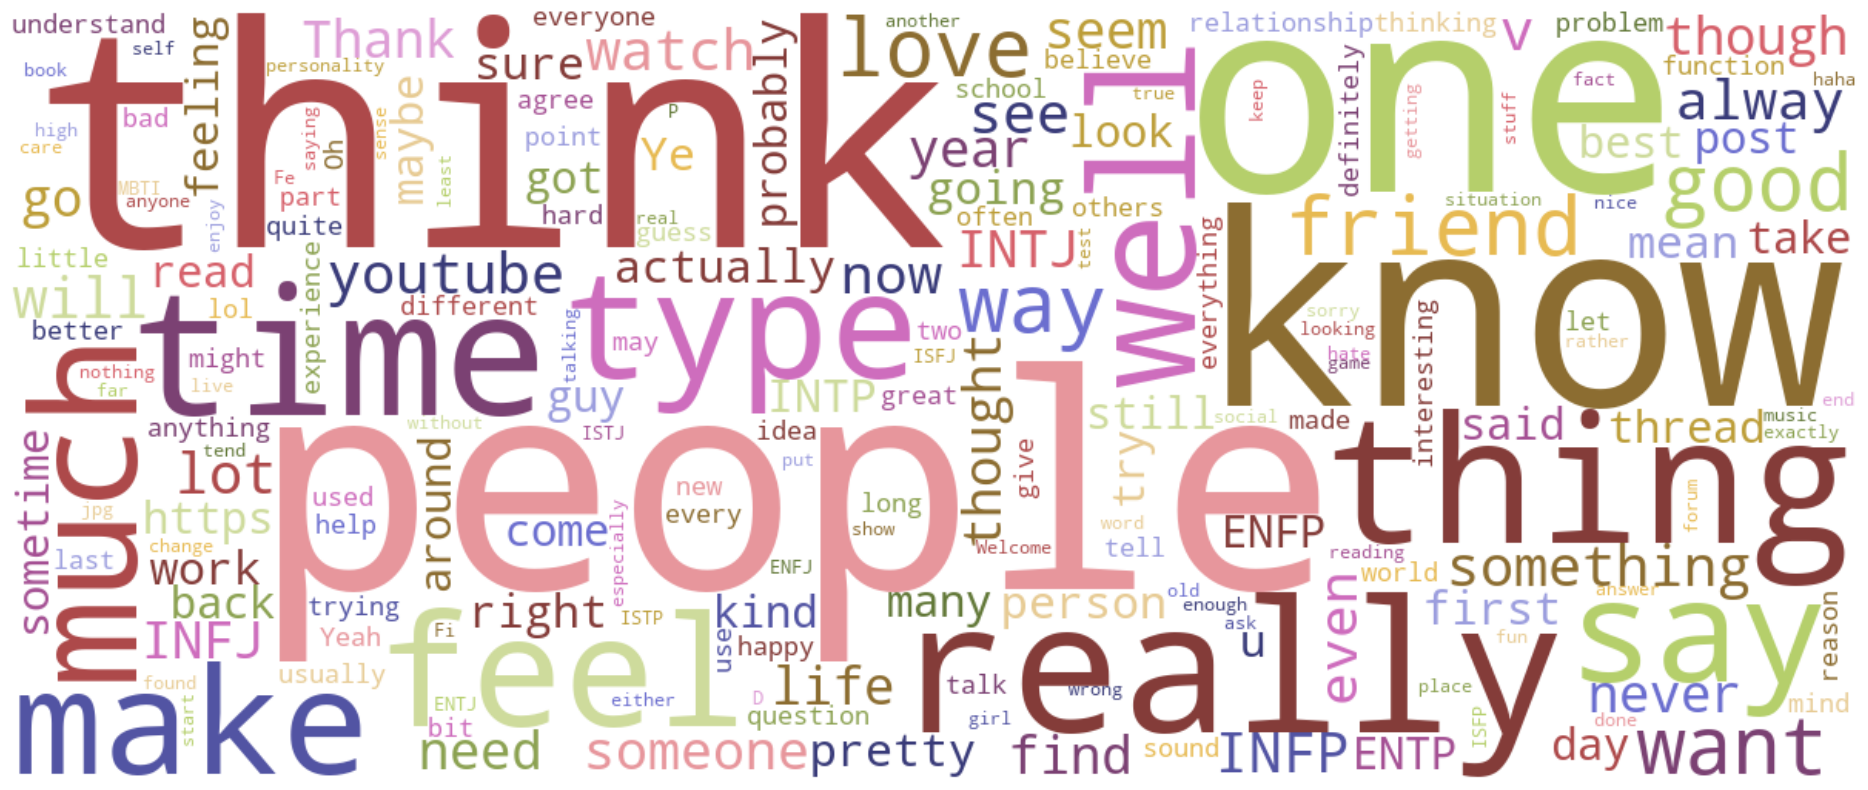 understand
self
think
feeling
Thank
everyone
sure
watch
probably
love
another
seem
believe
relationship
thinking
v
problem
though
book
personality
maybe
agree
P
school
see
true
look
well
one
keep
definitely
getting
stuff
fact
function
haha
alway
high
care
bad
saying
Oh
sense
point
least
Ye
year
best
post
go
MBTI
anyone
enjoy
Fe
part
quite
got
hard
real
guess
going
often
others
friend
situation
nice
good
little
read
experience
youtube
actually
now
INTJ
test
everything
know
mean
take
will
lol
different
time
talking
type
may
two
ISFJ
way
sorry
looking
hate
game
interesting
let
rather
better
might
much
nothing
far
live
guy
INTP
great
thought
still
social
made
said
thread
music
exactly
end
anything
tend
without
people
ISTJ
idea
put
give
try
thing
forum
sometime
lot
jpg
https
used
help
around
come
especially
new
every
long
show
Welcome
word
tell
ENFP
reading
world
something
last
change
work
ENFJ
back
trying
right
ISTP
kind
many
person
old
enough
ask
u
even
first
answer
say
reason
INFJ
Yeah
feel
Fi
use
happy
really
fun
usually
make
found
start
ENTJ
bit
either
D
life
question
talk
girl
wrong
place
ISFP
never
done
mind
need
someone
pretty
find
sound
INFP
ENTP
day
want